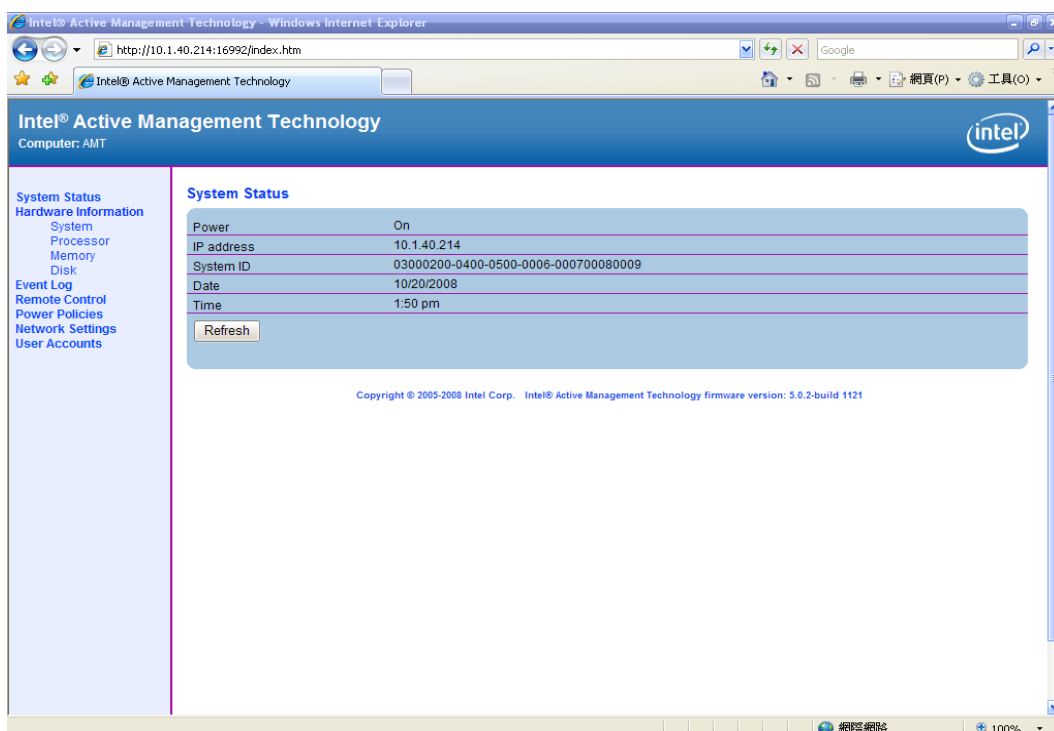 Intel® Active Management Technology - Windows Internet Explorer
http://10.1.40.214:16992/index.htm
Google
Intel® Active Management Technology
網頁(P)
工具(O)
Intel® Active Management Technology
Computer: AMT
intel
System Status
Hardware Information
System
Processor
Memory
Disk
Event Log
Remote Control
Power Policies
Network Settings
User Accounts
System Status
Power On
IP address 10.1.40.214
System ID 03000200-0400-0500-0006-000700080009
Date 10/20/2008
Time 1:50 pm
Refresh
Copyright © 2005-2008 Intel Corp. Intel® Active Management Technology firmware version: 5.0.2-build 1121
網際網路
100%